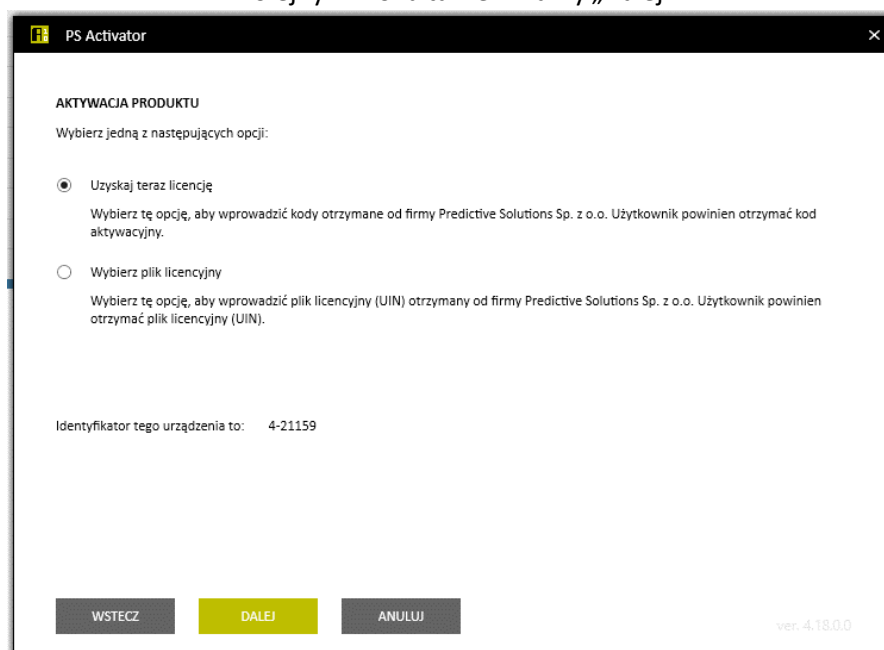 PS Activator
AKTYWACJA PRODUKTU
Wybierz jedną z następujących opcji:
Uzyskaj teraz licencję
Wybierz tę opcję, aby wprowadzić kody otrzymane od firmy Predictive Solutions Sp. z o.o. Użytkownik powinien otrzymać kod
aktywacyjny.
Wybierz plik licencyjny
Wybierz tę opcję, aby wprowadzić plik licencyjny (UIN) otrzymany od firmy Predictive Solutions Sp. z o.o. Użytkownik powinien
otrzymać plik licencyjny (UIN).
Identyfikator tego urządzenia to: 4-21159
WSTECZ DALEJ ANULUJ
ver. 4.18.0.0